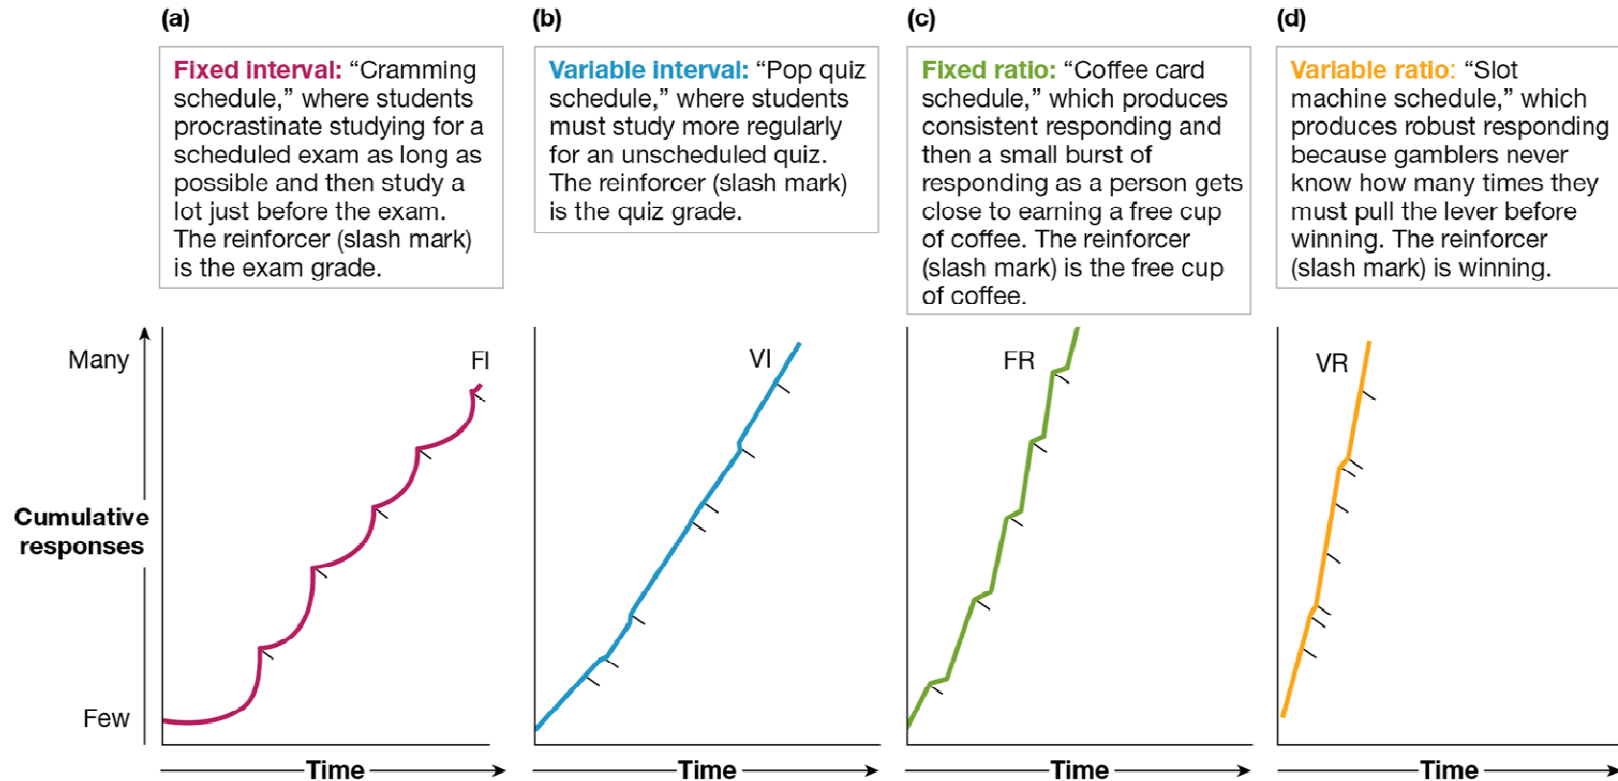 (a)
Fixed interval: “Cramming
schedule,” where students
procrastinate studying for a
scheduled exam as long as
possible and then study a
lot just before the exam.
The reinforcer (slash mark)
is the exam grade.
(b)
Variable interval: “Pop quiz
schedule,” where students
must study more regularly
for an unscheduled quiz.
The reinforcer (slash mark)
is the quiz grade.
(c)
Fixed ratio: “Coffee card
schedule,” which produces
consistent responding and
then a small burst of
responding as a person gets
close to earning a free cup
of coffee. The reinforcer
(slash mark) is the free cup
of coffee.
(d)
Variable ratio: “Slot
machine schedule,” which
produces robust responding
because gamblers never
know how many times they
must pull the lever before
winning. The reinforcer
(slash mark) is winning.
Many
Cumulative
responses
Few
FI
Time
VI
Time
FR
Time
VR
Time